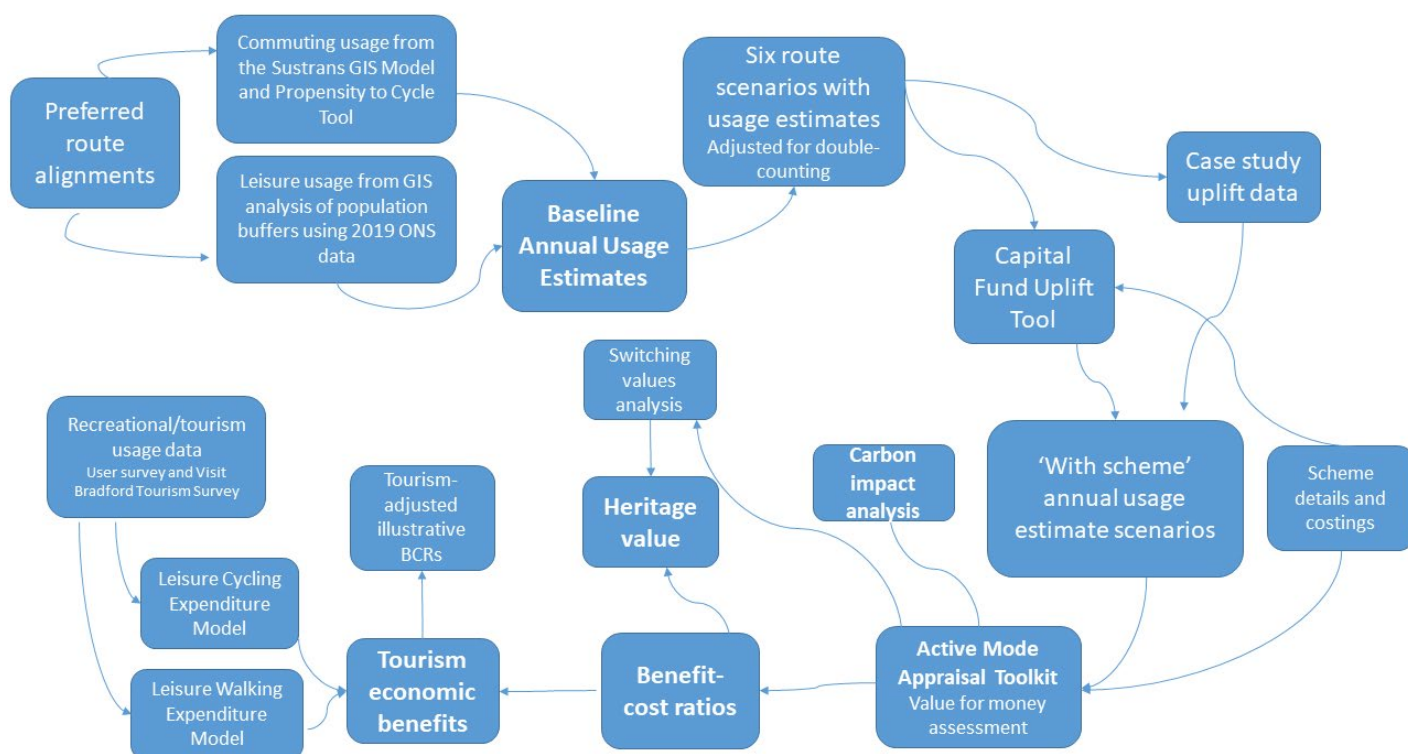 Preferred
route
alignments
Commuting usage from
the Sustrans GIS Model
and Propensity to Cycle
Tool
Leisure usage from GIS
analysis of population
buffers using 2019 ONS
data
Baseline
Annual Usage
Estimates
Six route
scenarios with
usage estimates
Adjusted for double-
counting
Case study
uplift data
Capital
Fund Uplift
Tool
‘With scheme’
annual usage
estimate scenarios
Scheme
details and
costings
Active Mode
Appraisal Toolkit
Value for money
assessment
Carbon
impact
analysis
Switching
values
analysis
Heritage
value
Benefit-
cost ratios
Tourism-
adjusted
illustrative
BCRs
Tourism
economic
benefits
Recreational/tourism
usage data
User survey and Visit
Bradford Tourism Survey
Leisure Cycling
Expenditure
Model
Leisure Walking
Expenditure
Model